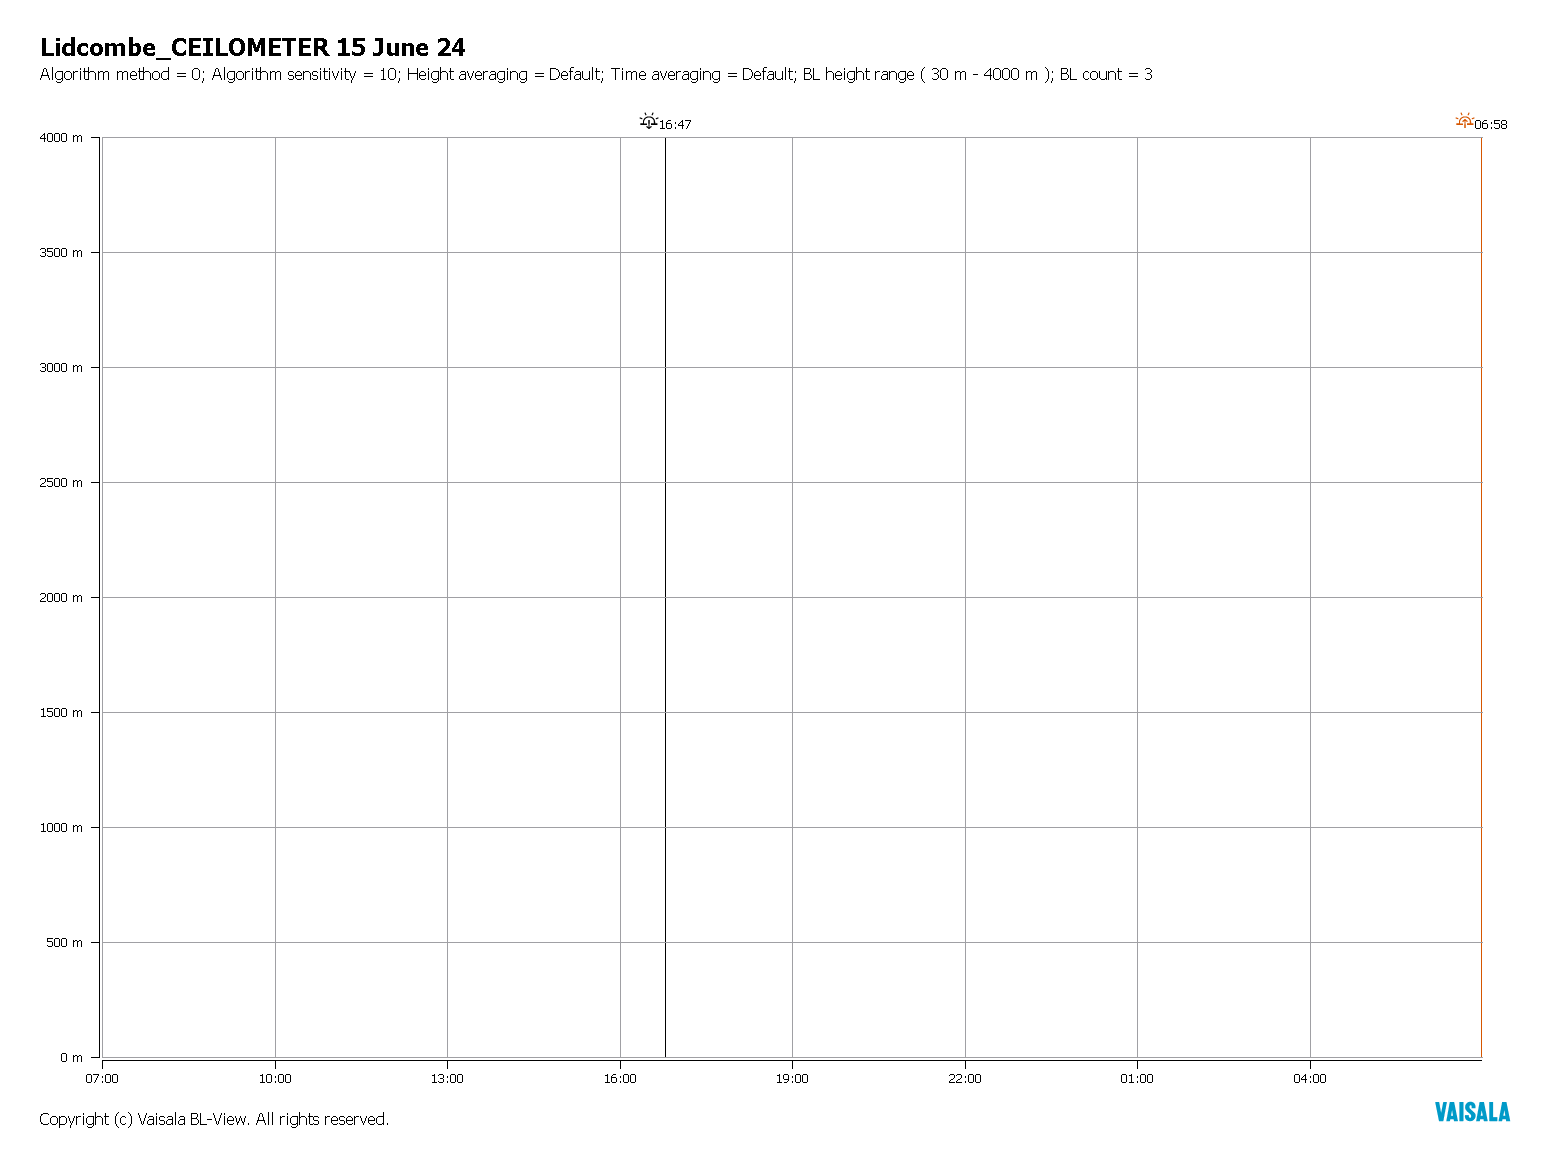 Lidcombe_CEILOMETER 15 June 24
Algorithm method = 0; Algorithm sensitivity = 10; Height averaging = Default; Time averaging = Default; BL height range ( 30 m - 4000 m ); BL count = 3
16:47 06:58
4000 m
3500 m
3000 m
2500 m
2000 m
1500 m
1000 m
500 m
0 m
07:00 10:00 13:00 16:00 19:00 22:00 01:00 04:00
Copyright (c) Vaisala BL-View. All rights reserved.
VAISALA